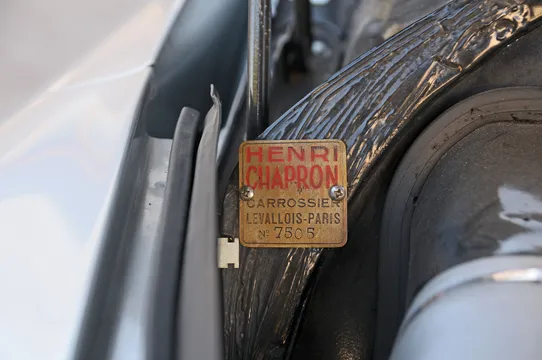 HENRI
CHAPRON
CARROSSIER
LEVALLOIS-PARIS
Nº 7505